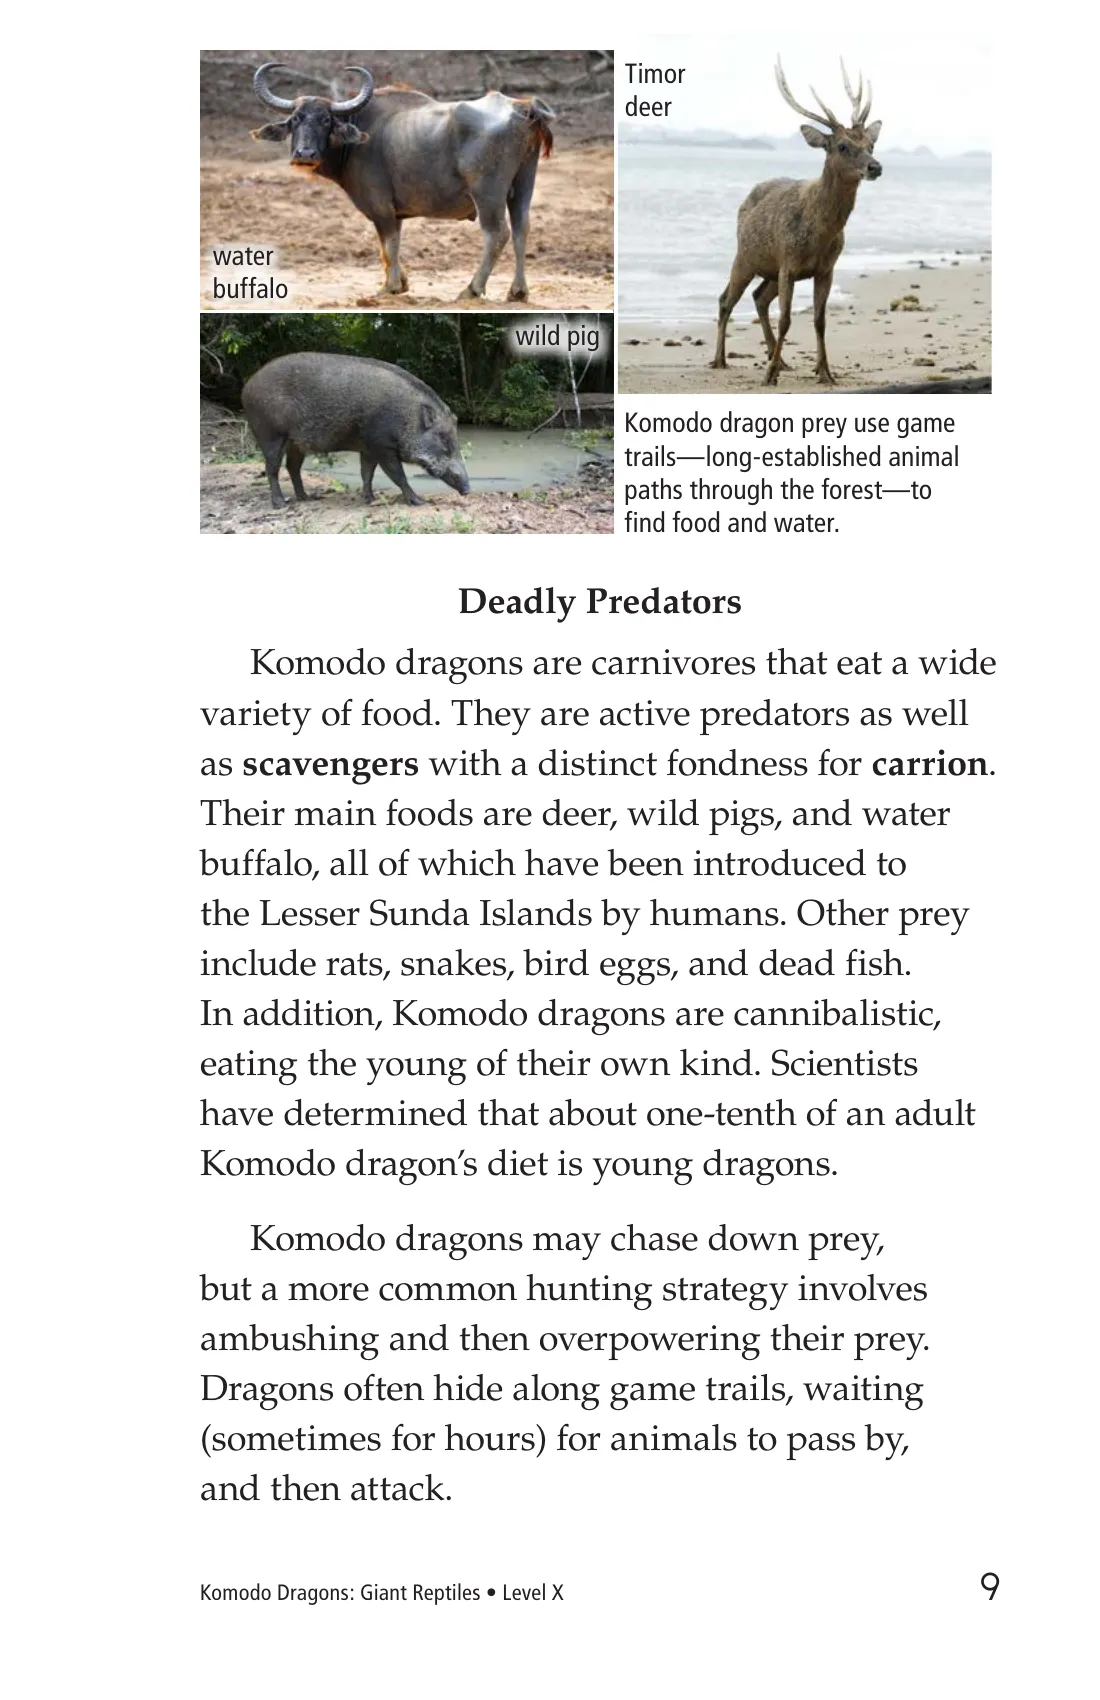 Timor
deer
water
buffalo
wild pig
Komodo dragon prey use game
trails—long-established animal
paths through the forest—to
find food and water.
Deadly Predators
Komodo dragons are carnivores that eat a wide
variety of food. They are active predators as well
as scavengers with a distinct fondness for carrion.
Their main foods are deer, wild pigs, and water
buffalo, all of which have been introduced to
the Lesser Sunda Islands by humans. Other prey
include rats, snakes, bird eggs, and dead fish.
In addition, Komodo dragons are cannibalistic,
eating the young of their own kind. Scientists
have determined that about one-tenth of an adult
Komodo dragon’s diet is young dragons.
Komodo dragons may chase down prey,
but a more common hunting strategy involves
ambushing and then overpowering their prey.
Dragons often hide along game trails, waiting
(sometimes for hours) for animals to pass by,
and then attack.
Komodo Dragons: Giant Reptiles • Level X
9